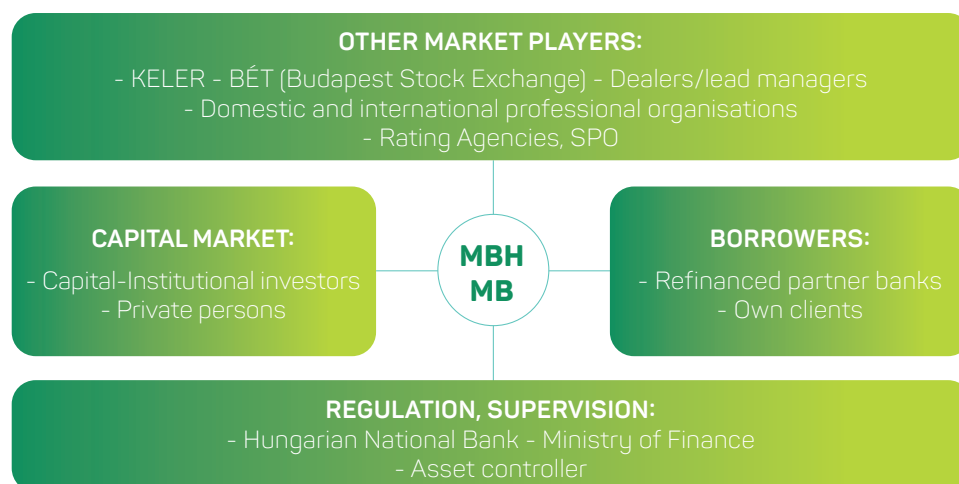 OTHER MARKET PLAYERS:
- KELER - BÉT (Budapest Stock Exchange) - Dealers/lead managers
- Domestic and international professional organisations
- Rating Agencies, SPO
CAPITAL MARKET:
- Capital-Institutional investors
- Private persons
MBH
MB
BORROWERS:
- Refinanced partner banks
- Own clients
REGULATION, SUPERVISION:
- Hungarian National Bank - Ministry of Finance
- Asset controller